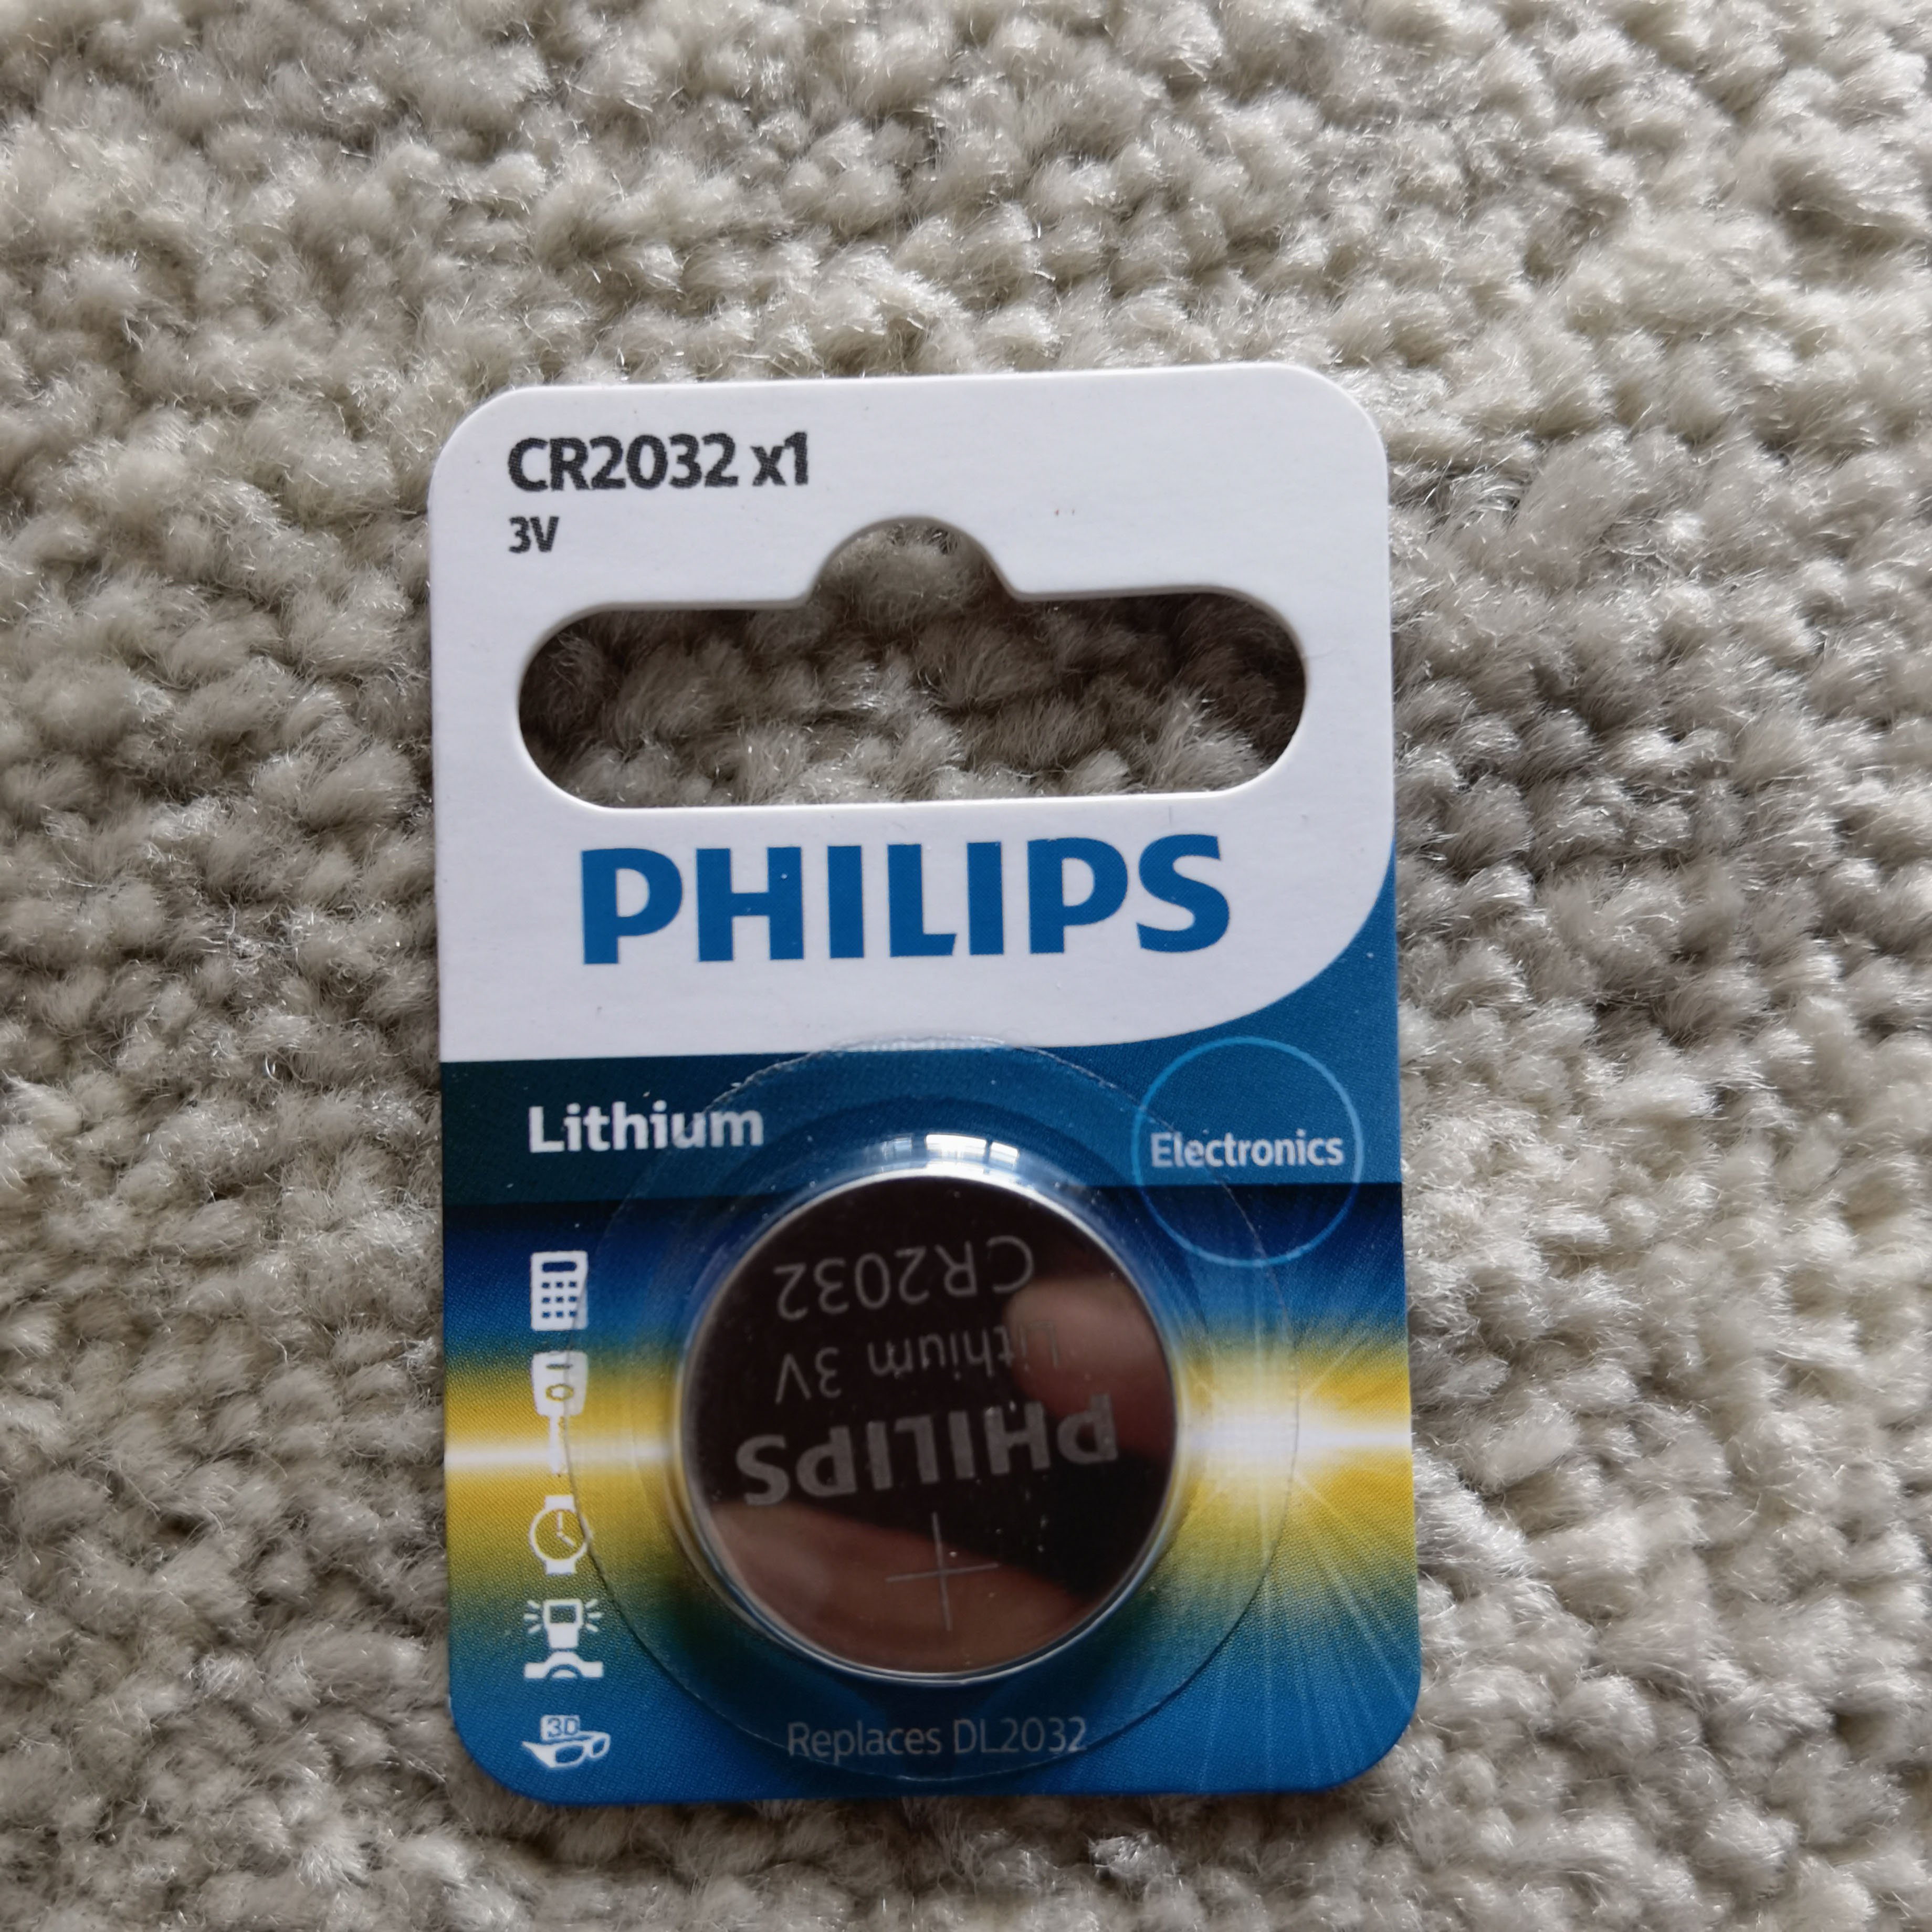 CR2032 x1
3V
PHILIPS
Lithium
Electronics
CR2032
Lithium 3V
PHILIPS
+
3D
Replaces DL2032